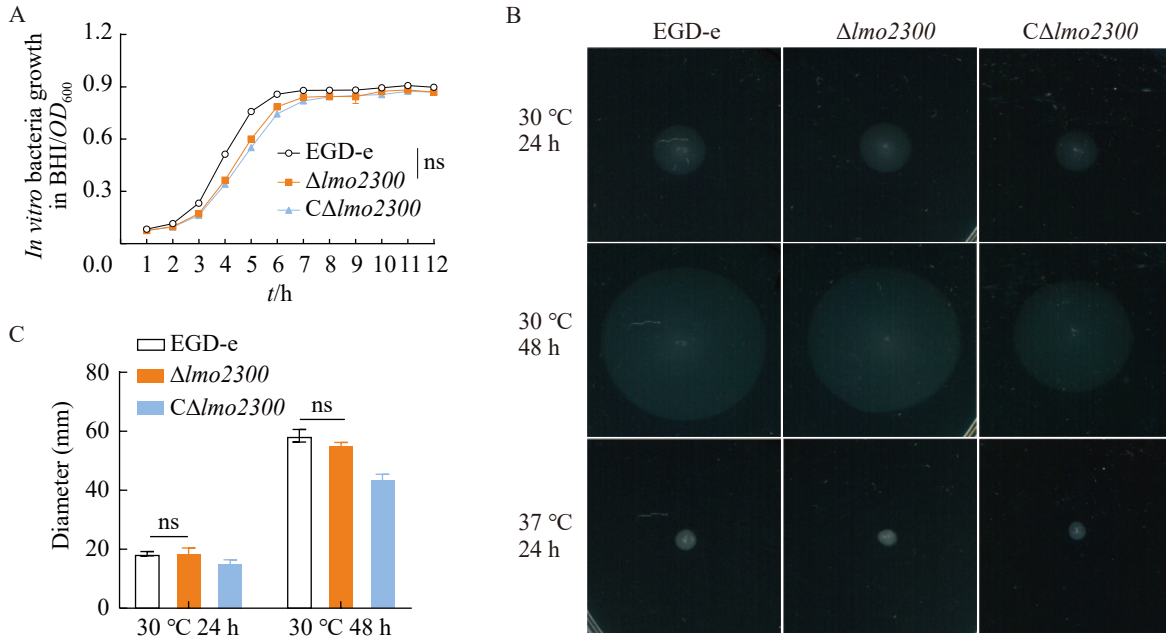 A
In vitro bacteria growth
in BHI/OD600
1.2
0.9
0.6
0.3
0.0
EGD-e
Δlmo2300
CΔlmo2300
ns
1 2 3 4 5 6 7 8 9 10 11 12
t/h
B
EGD-e Δlmo2300 CΔlmo2300
30 °C
24 h
30 °C
48 h
37 °C
24 h
C
EGD-e
Δlmo2300
CΔlmo2300
Diameter (mm)
80
60
40
20
0
ns
ns
30 °C 24 h 30 °C 48 h